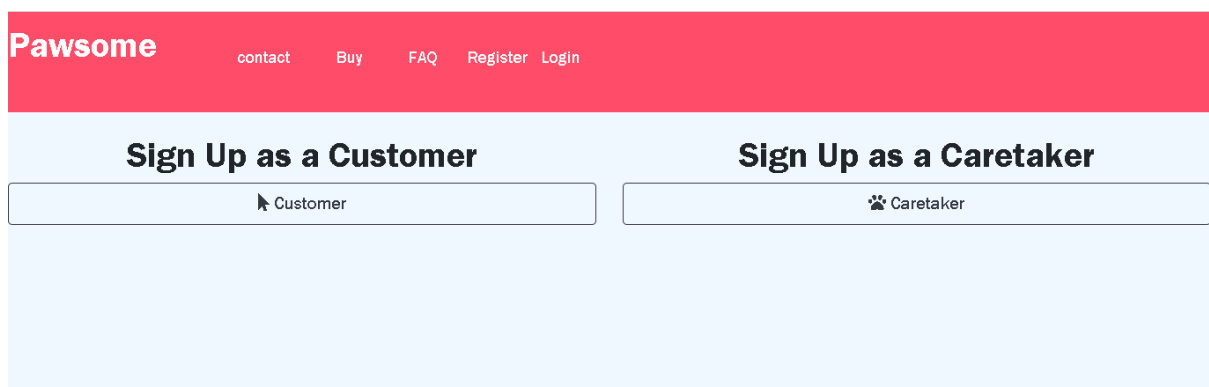 Pawsome
contact Buy FAQ Register Login
Sign Up as a Customer
Customer
Sign Up as a Caretaker
Caretaker